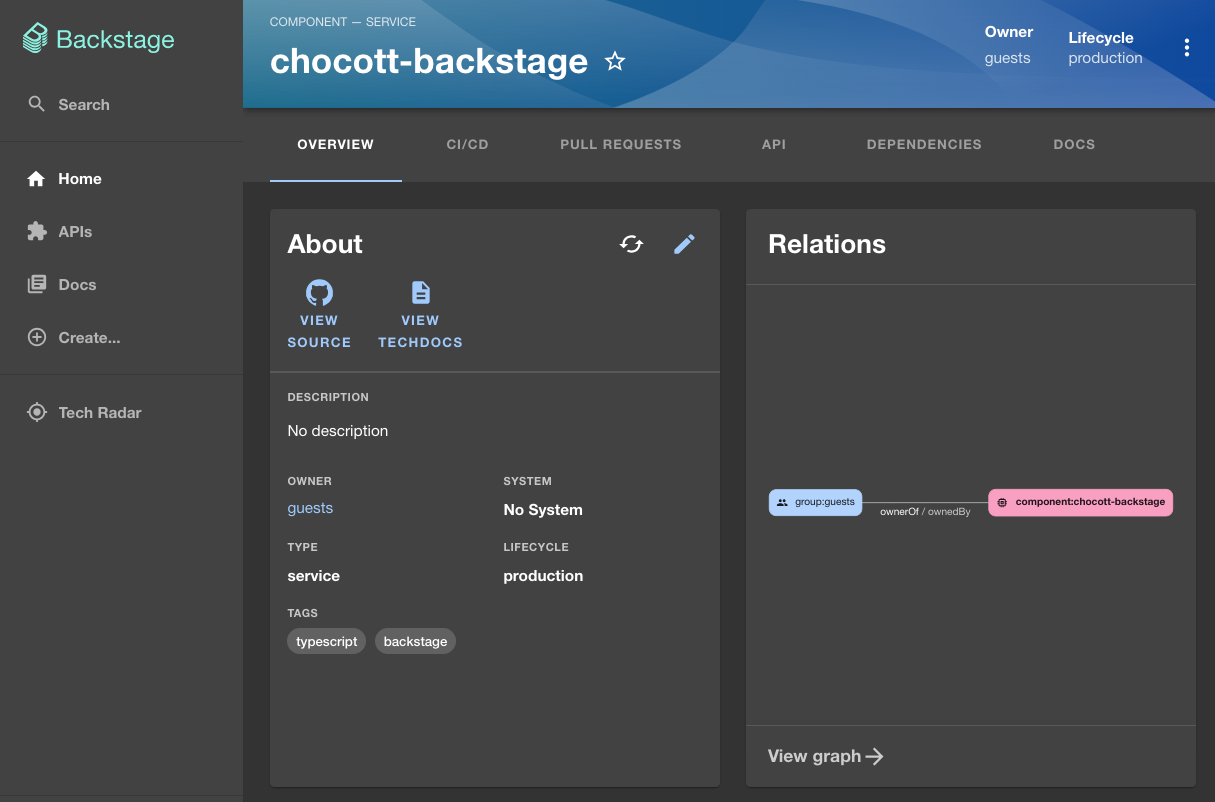 Backstage
Search
Home
APIs
Docs
Create...
Tech Radar
COMPONENT — SERVICE
chocott-backstage
Owner
guests
Lifecycle
production
OVERVIEW
CI/CD
PULL REQUESTS
API
DEPENDENCIES
DOCS
About
VIEW
SOURCE
VIEW
TECHDOCS
DESCRIPTION
No description
OWNER
guests
SYSTEM
No System
TYPE
service
LIFECYCLE
production
TAGS
typescript
backstage
Relations
group:guests
ownerOf / ownedBy
component:chocott-backstage
View graph